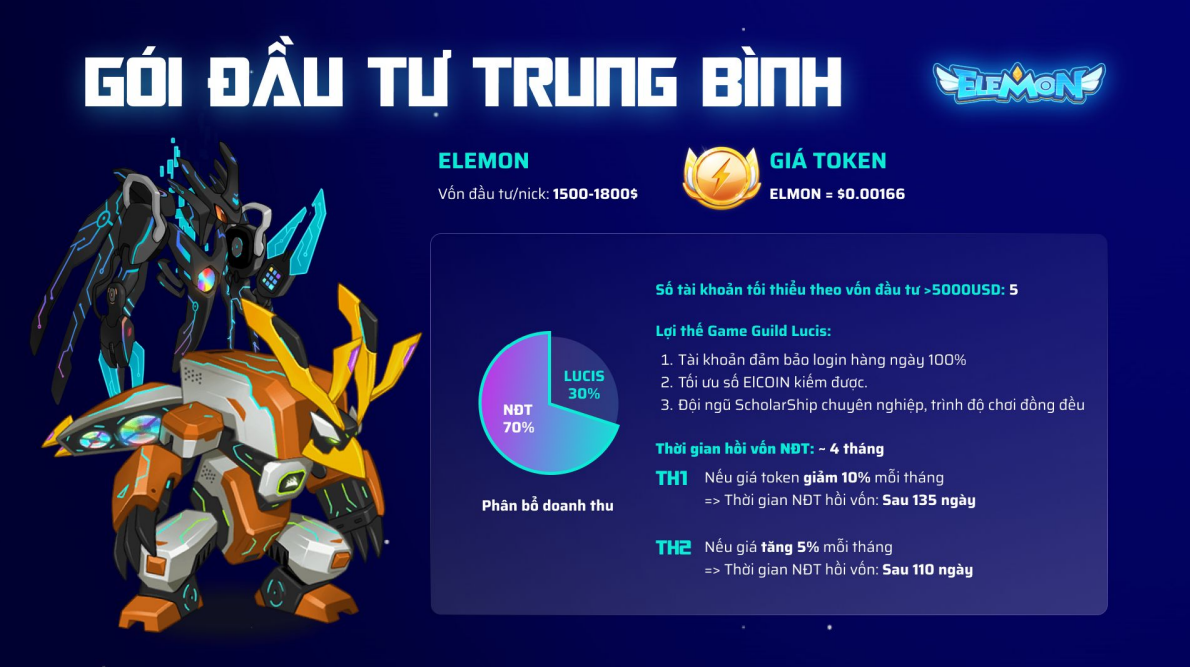 GÓI ĐẦU TƯ TRUNG BÌNH
ELEMON
ELEMON
Vốn đầu tư/nick: 1500-1800$
GIÁ TOKEN
ELMON = $0.00166
LUCIS
30%
NĐT
70%
Phân bổ doanh thu
Số tài khoản tối thiểu theo vốn đầu tư >5000USD: 5
Lợi thế Game Guild Lucis:
1. Tài khoản đảm bảo login hàng ngày 100%
2. Tối ưu số EICOIN kiếm được.
3. Đội ngũ ScholarShip chuyên nghiệp, trình độ chơi đồng đều
Thời gian hồi vốn NĐT: ~ 4 tháng
TH1 Nếu giá token giảm 10% mỗi tháng
=> Thời gian NĐT hồi vốn: Sau 135 ngày
TH2 Nếu giá tăng 5% mỗi tháng
=> Thời gian NĐT hồi vốn: Sau 110 ngày